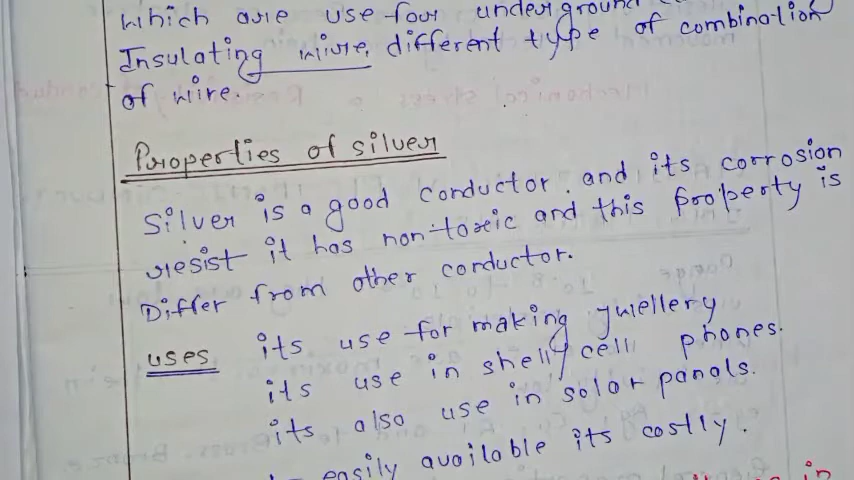 which are use for underground
Insulating wire, different type of combination
of wire.
Properties of silver
Silver is a good conductor. and its corrosion
resist it has non-toxic and this property is
Differ from other conductor.
uses its use for making jwellery
its use in shelly cell phones.
its also use in solar panals.
easily available its costly.
in